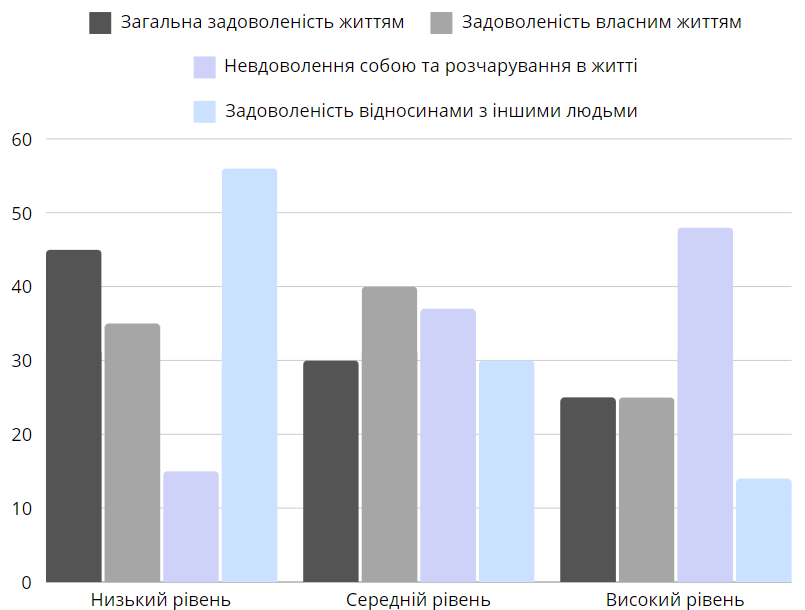 Загальна задоволеність життям Задоволеність власним життям
Невдоволення собою та розчарування в житті
Задоволеність відносинами з іншими людьми
60
50
40
30
20
10
0
Низький рівень Середній рівень Високий рівень